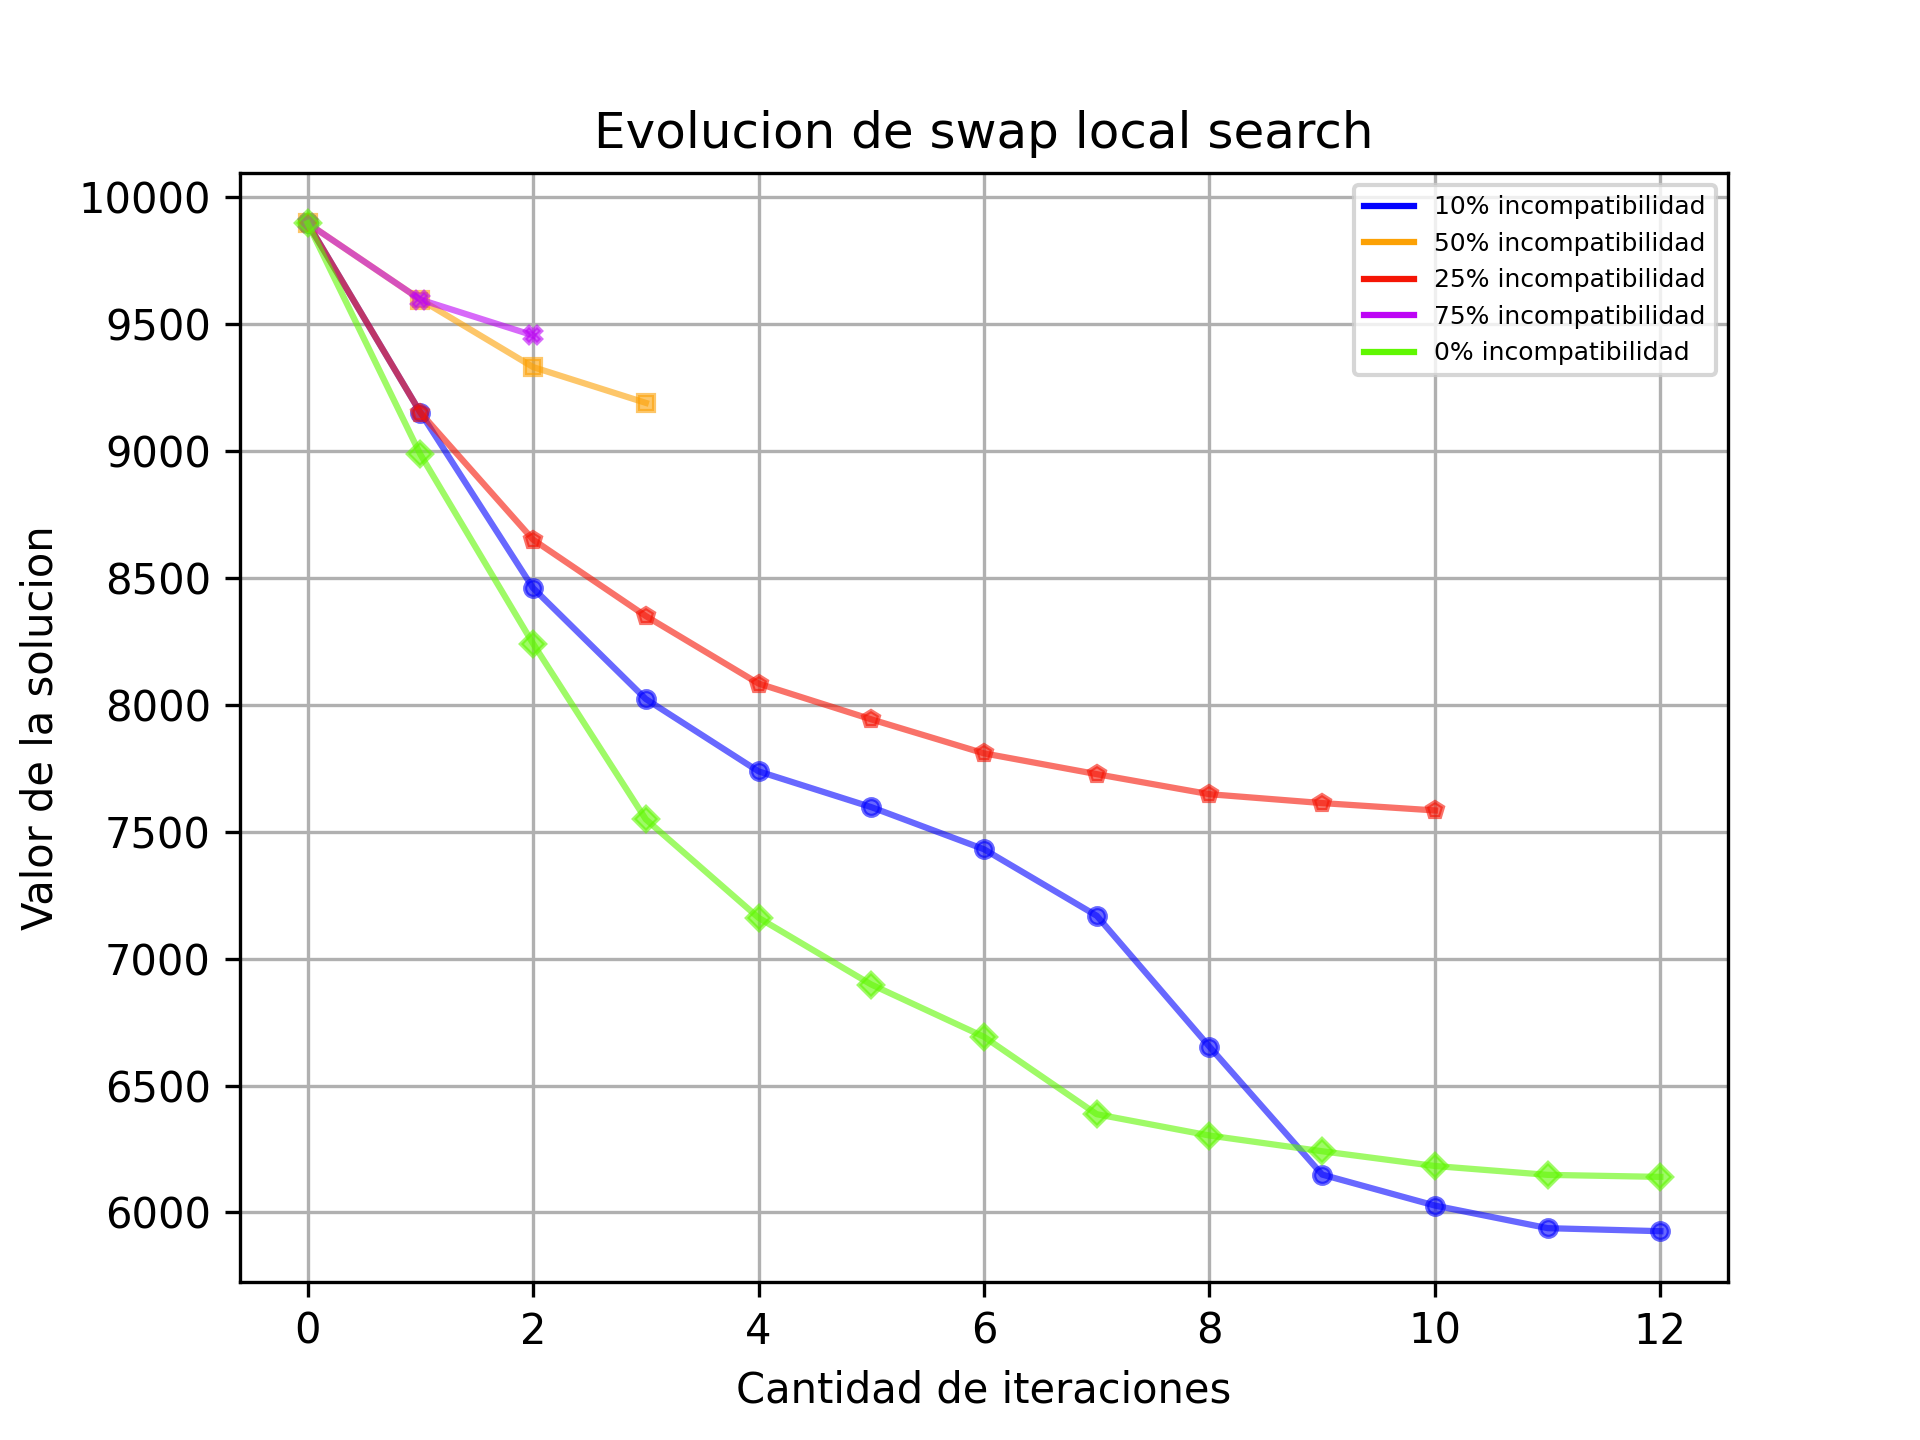 Evolucion de swap local search
10000
9500
9000
8500
8000
7500
7000
6500
6000
Valor de la solucion
10% incompatibilidad
50% incompatibilidad
25% incompatibilidad
75% incompatibilidad
0% incompatibilidad
0 2 4 6 8 10 12
Cantidad de iteraciones